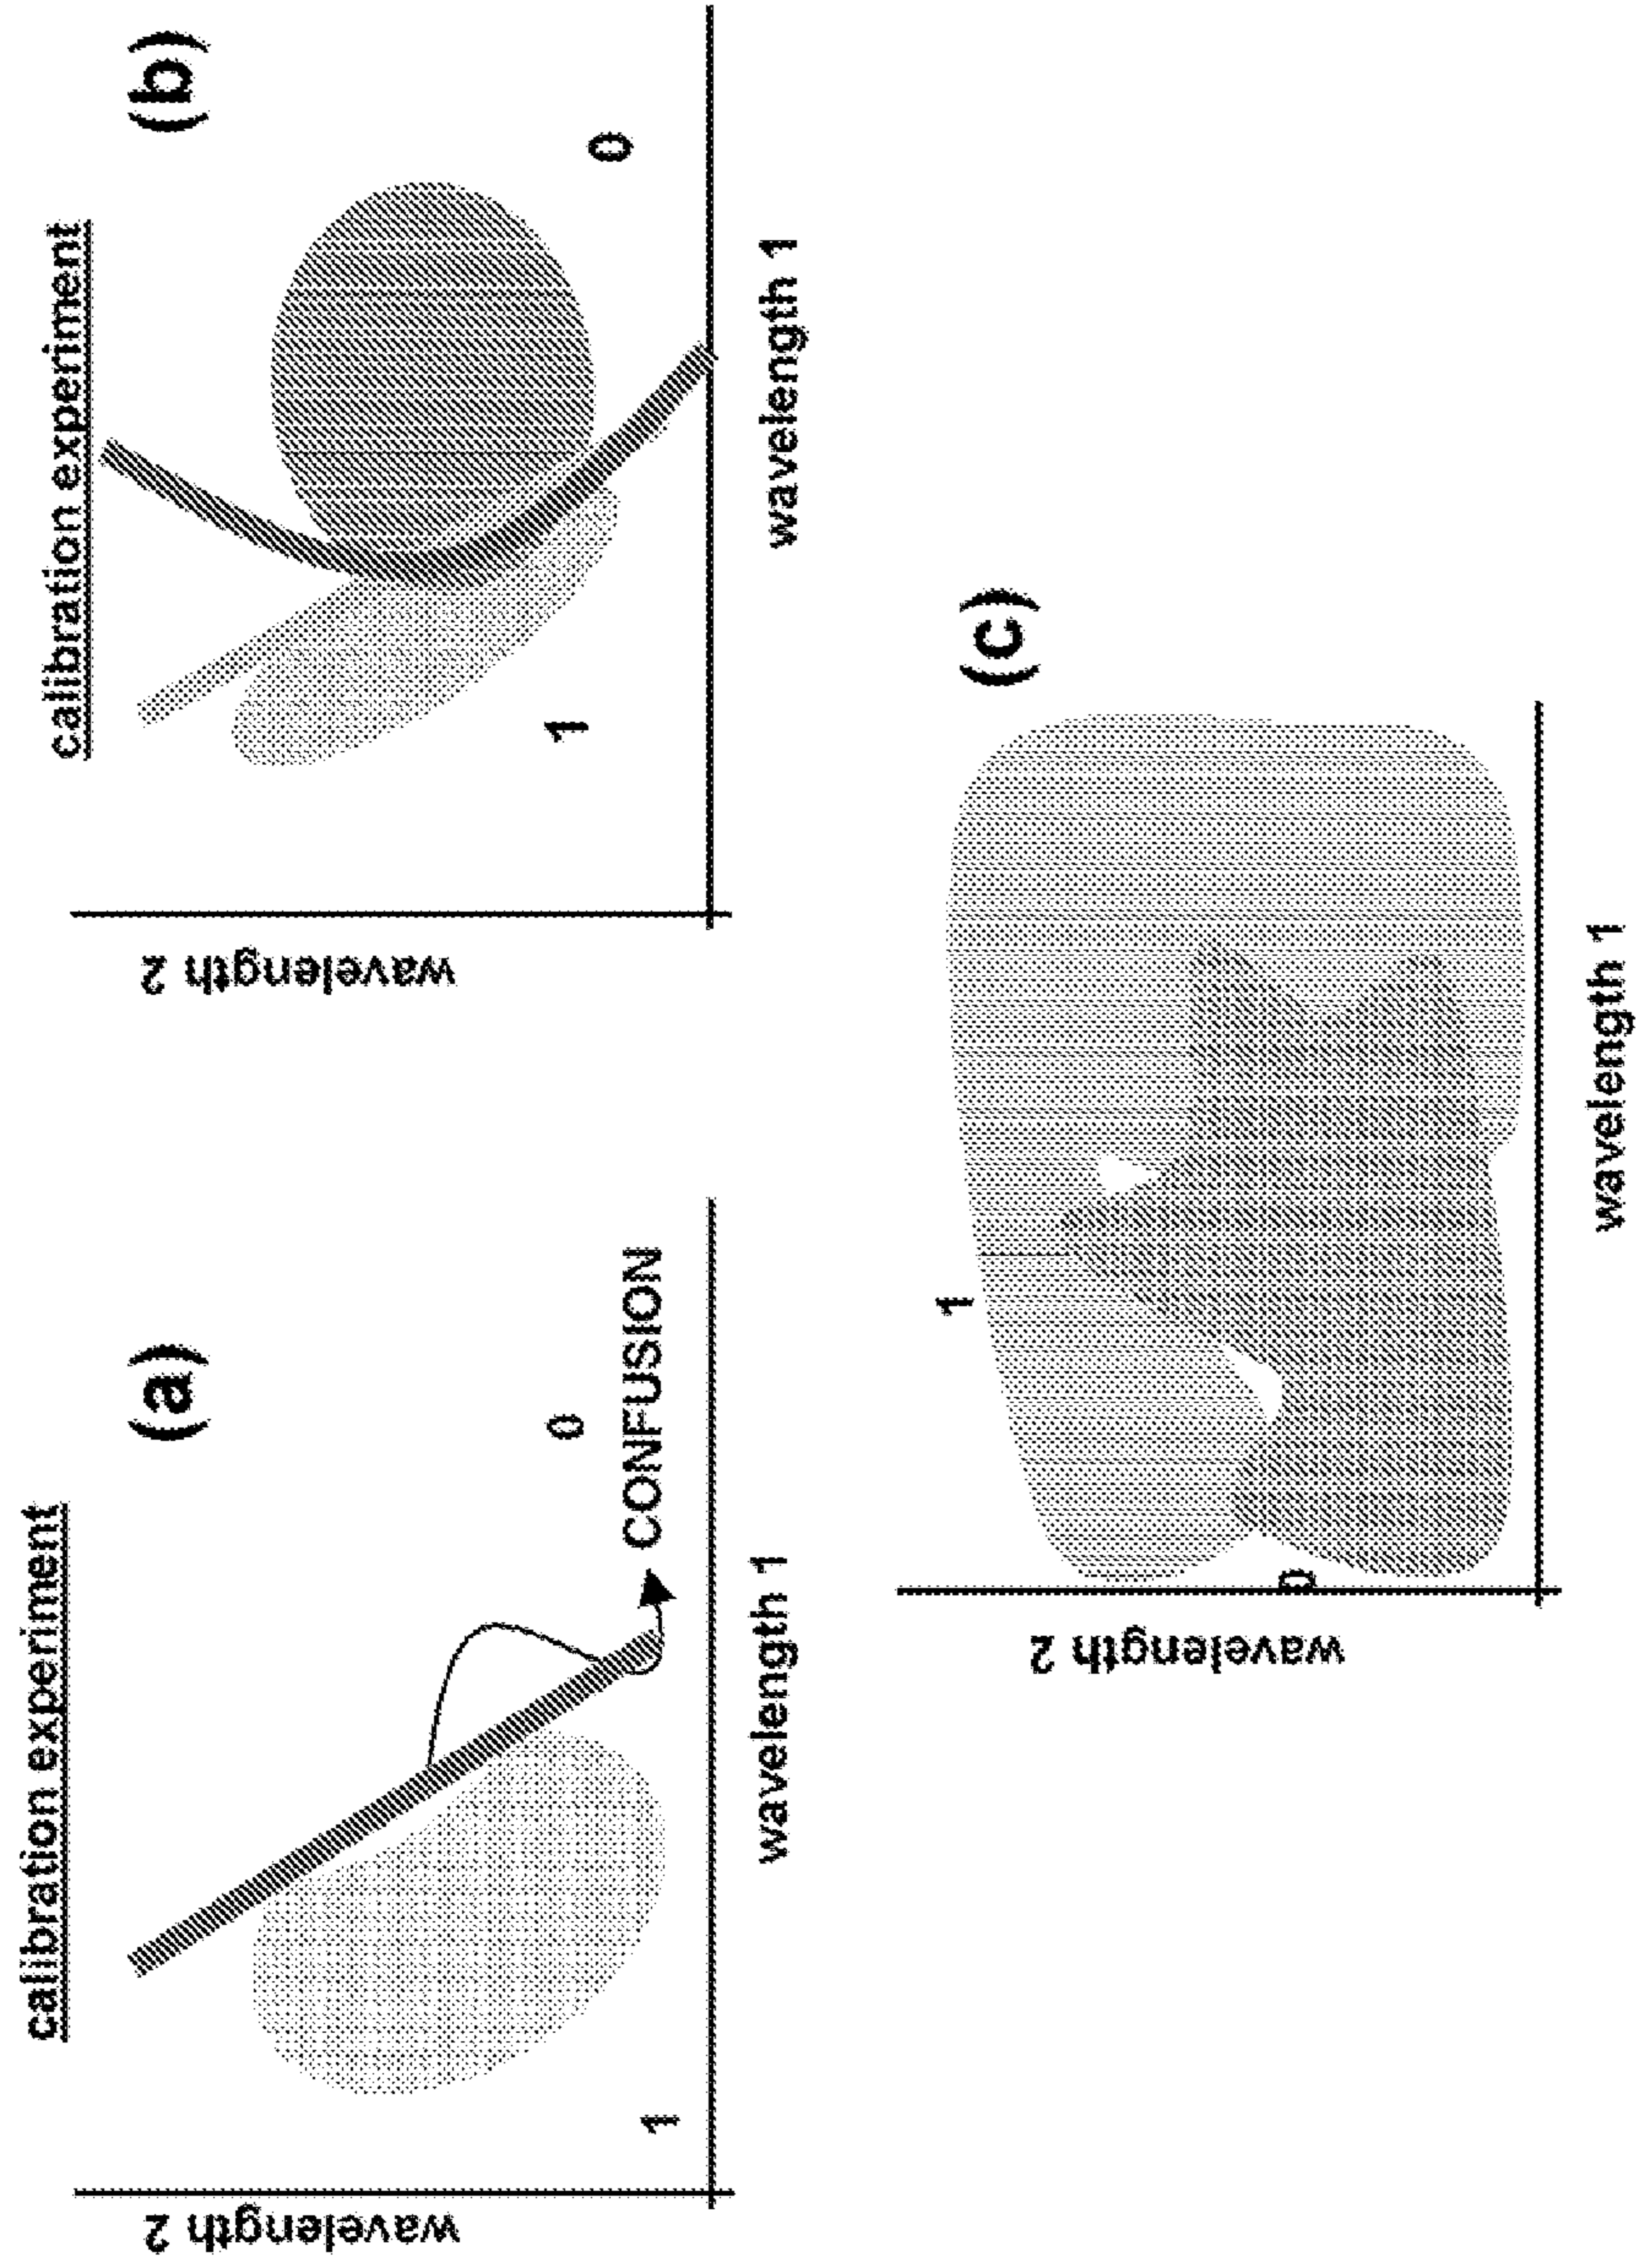 calibration experiment
(a)
wavelength 2
1
0
CONFUSION
wavelength 1
calibration experiment
(b)
wavelength 2
1
0
wavelength 1
(c)
wavelength 2
1
0
wavelength 1